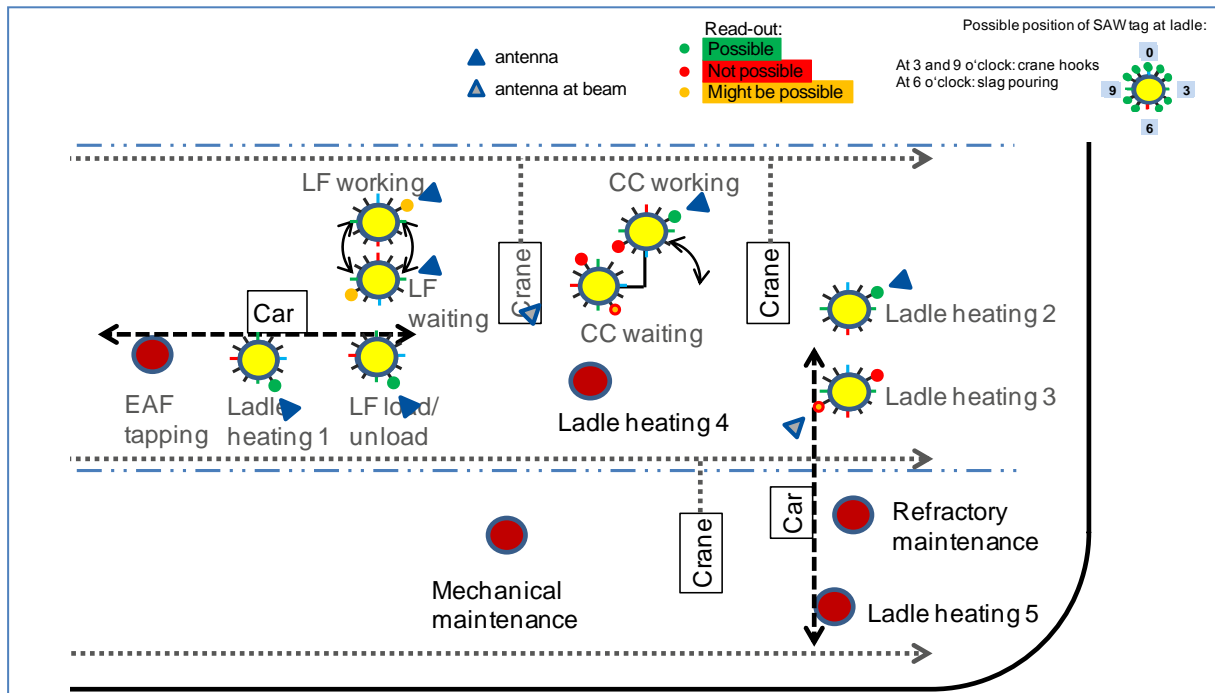 Possible position of SAW tag at ladle:
Read-out:
antenna
Possible
0
At 3 and 9 o‘clock: crane hooks
Not possible
antenna at beam
At 6 o‘clock: slag pouring
9
3
Might be possible
6
LF working
CC working
Crane
Crane
LF
waiting
Car
CC waiting
Ladle heating 2
Ladle heating 3
EAF
tapping
Ladle
heating 1
LF load/
unload
Ladle heating 4
Car
Crane
Refractory
maintenance
Mechanical
maintenance
Ladle heating 5